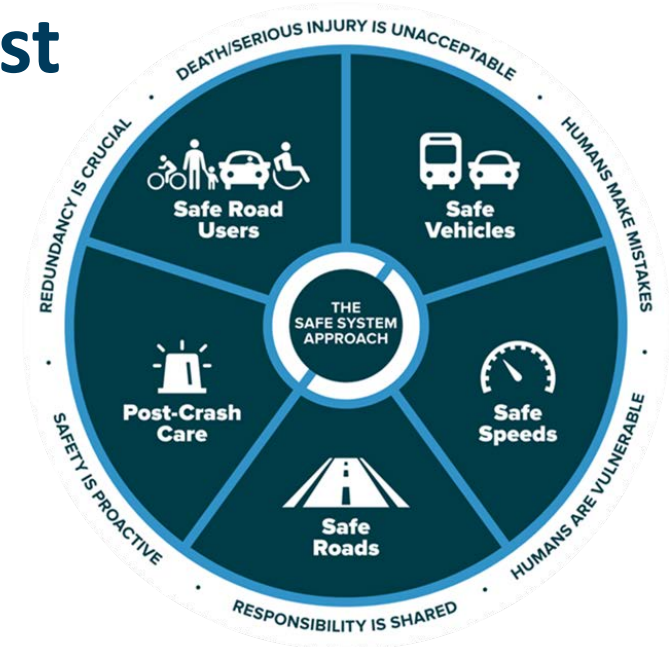 st
DEATH/SERIOUS INJURY IS UNACCEPTABLE
HUMANS MAKE MISTAKES
HUMANS ARE VULNERABLE
RESPONSIBILITY IS SHARED
SAFETY IS PROACTIVE
REDUNDANCY IS CRUCIAL
Safe Road
Users
Safe
Vehicles
Safe
Speeds
Safe
Roads
Post-Crash
Care
THE
SAFE SYSTEM
APPROACH